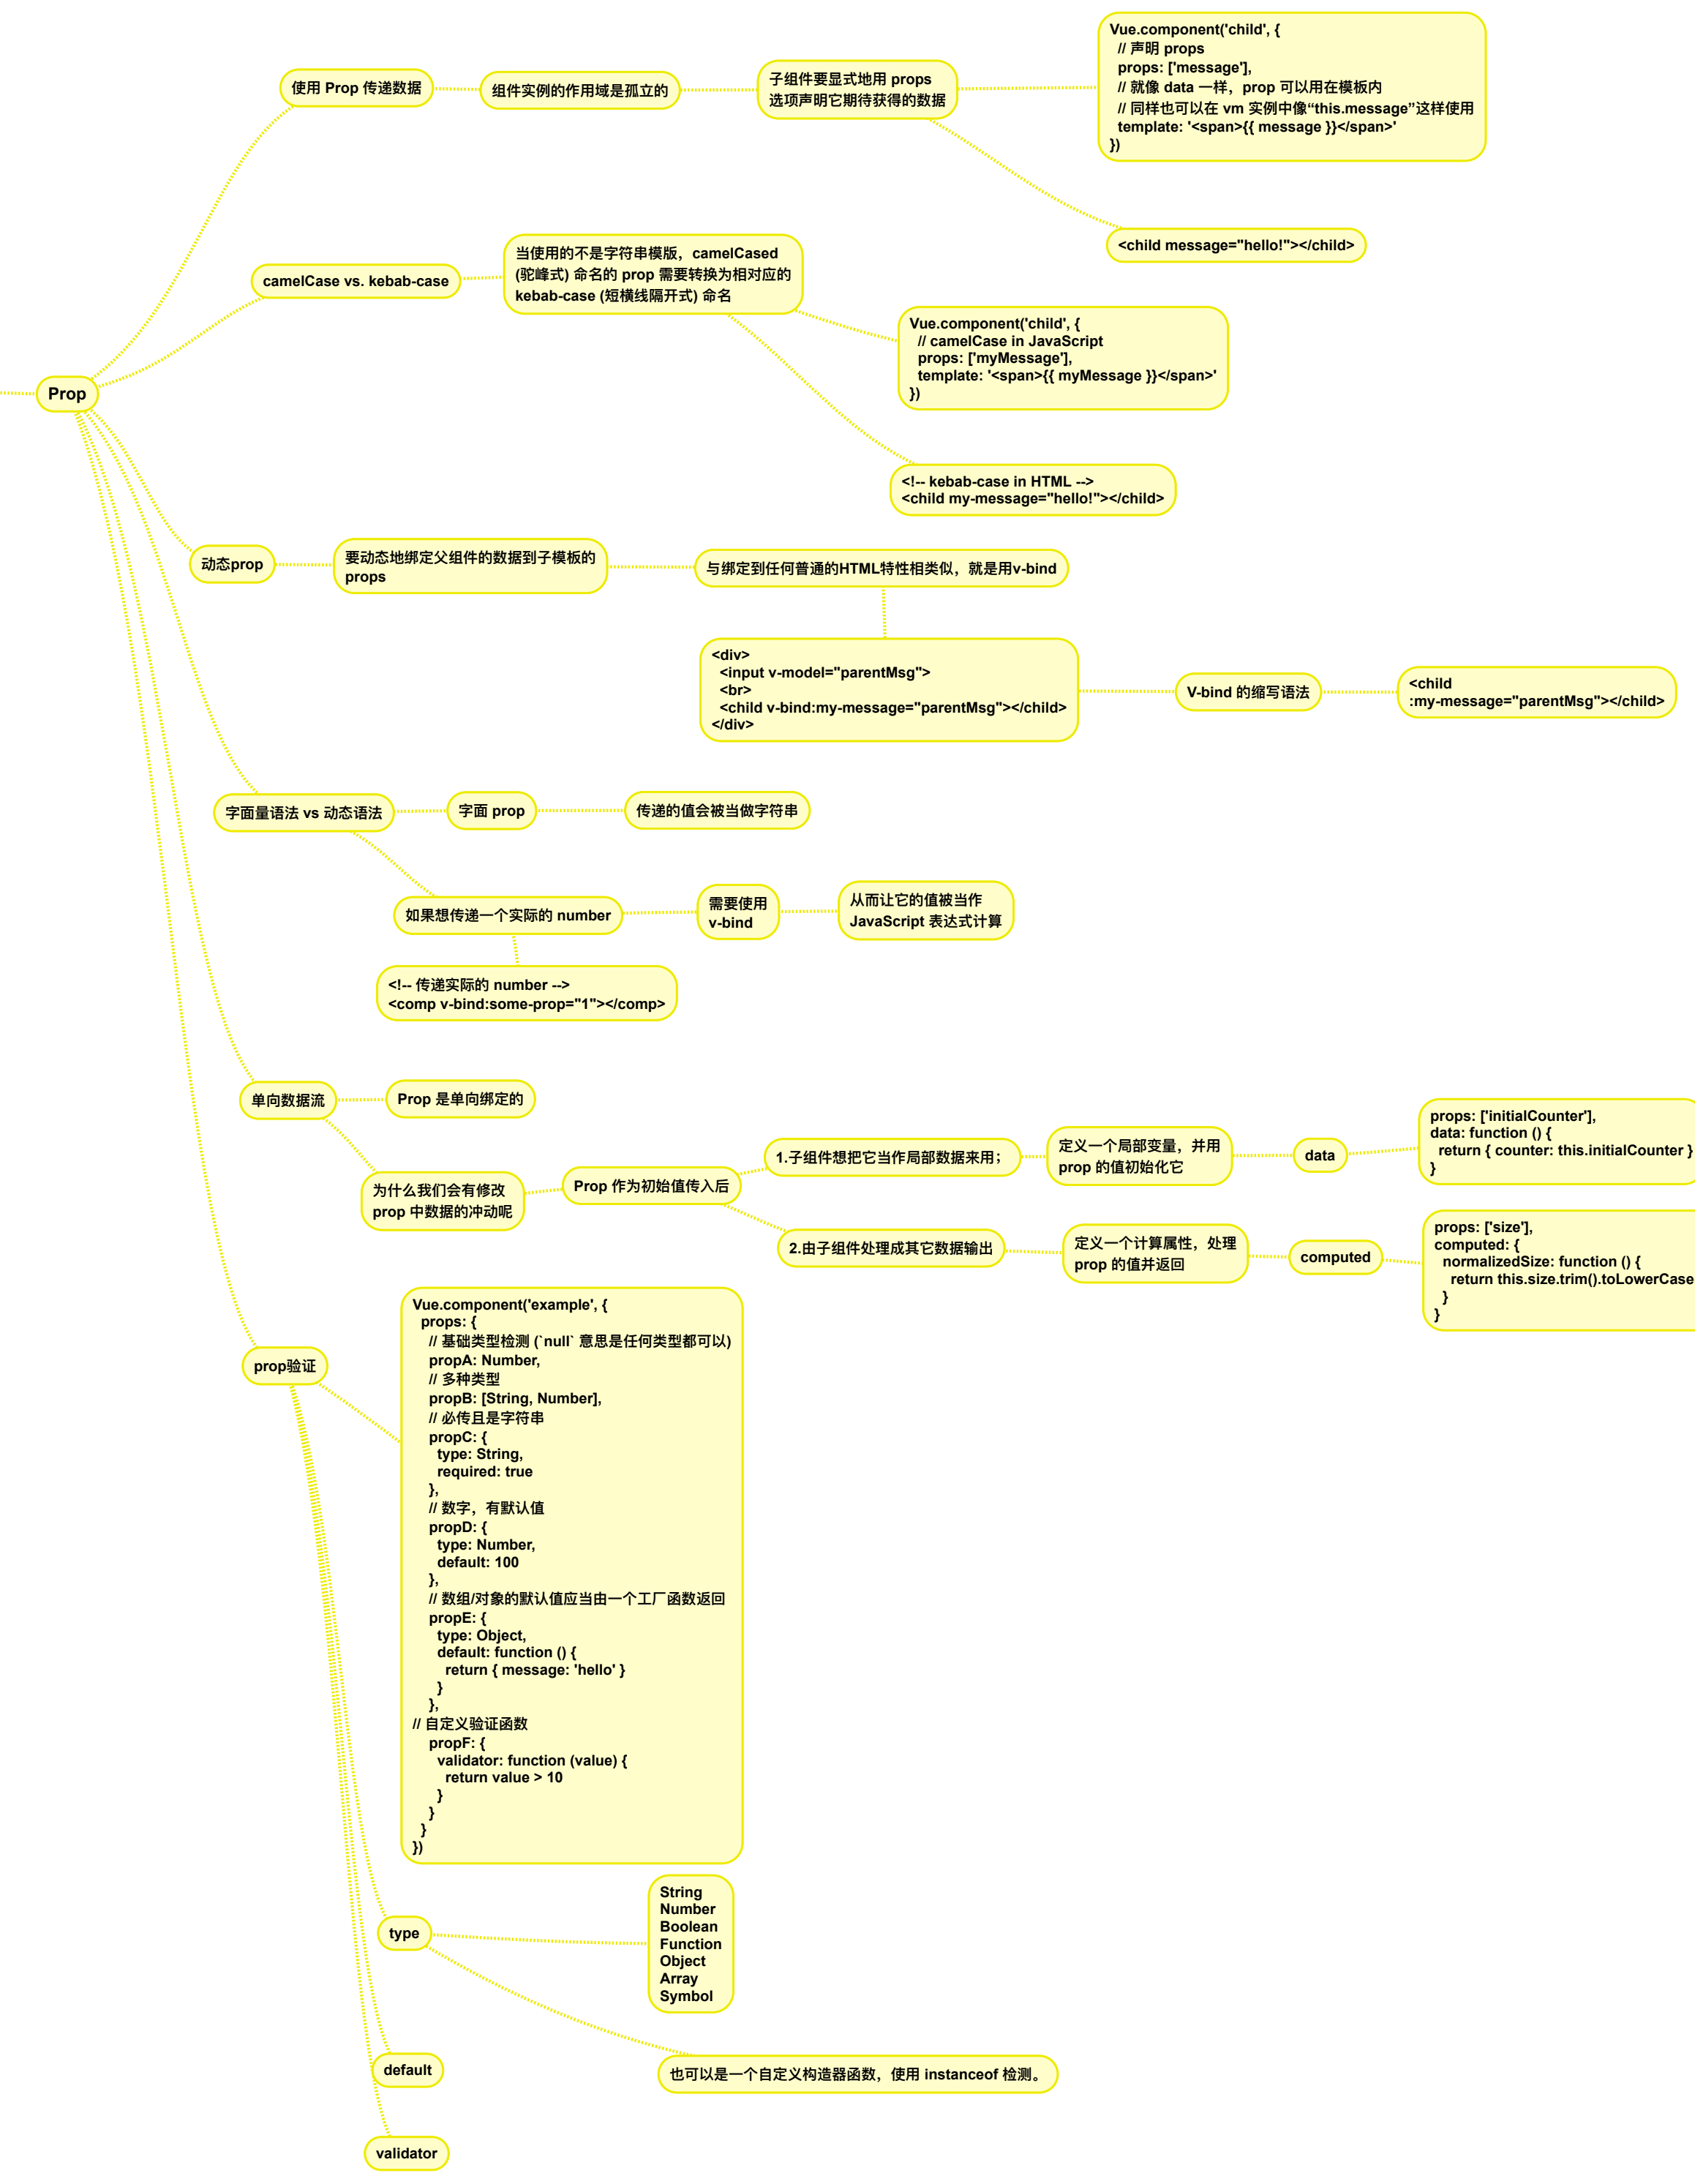 Prop
使用 Prop 传递数据
组件实例的作用域是孤立的
子组件要显式地用 props
选项声明它期待获得的数据
Vue.component('child', {
  // 声明 props
  props: ['message'],
  // 就像 data 一样，prop 可以用在模板内
  // 同样也可以在 vm 实例中像“this.message”这样使用
  template: '<span>{{ message }}</span>'
})
<child message="hello!"></child>
camelCase vs. kebab-case
当使用的不是字符串模版，camelCased
(驼峰式) 命名的 prop 需要转换为相对应的
kebab-case (短横线隔开式) 命名
Vue.component('child', {
  // camelCase in JavaScript
  props: ['myMessage'],
  template: '<span>{{ myMessage }}</span>'
})
<!-- kebab-case in HTML -->
<child my-message="hello!"></child>
动态prop
要动态地绑定父组件的数据到子模板的
props
与绑定到任何普通的HTML特性相类似，就是用v-bind
<div>
  <input v-model="parentMsg">
  <br>
  <child v-bind:my-message="parentMsg"></child>
</div>
V-bind 的缩写语法
<child
:my-message="parentMsg"></child>
字面量语法 vs 动态语法
字面 prop
传递的值会被当做字符串
如果想传递一个实际的 number
需要使用
v-bind
从而让它的值被当作
JavaScript 表达式计算
<!-- 传递实际的 number -->
<comp v-bind:some-prop="1"></comp>
单向数据流
Prop 是单向绑定的
为什么我们会有修改
prop 中数据的冲动呢
Prop 作为初始值传入后
1.子组件想把它当作局部数据来用；
定义一个局部变量，并用
prop 的值初始化它
data
props: ['initialCounter'],
data: function () {
  return { counter: this.initialCounter }
}
2.由子组件处理成其它数据输出
定义一个计算属性，处理
prop 的值并返回
computed
props: ['size'],
computed: {
  normalizedSize: function () {
    return this.size.trim().toLowerCase
  }
}
prop验证
Vue.component('example', {
  props: {
    // 基础类型检测 (`null` 意思是任何类型都可以)
    propA: Number,
    // 多种类型
    propB: [String, Number],
    // 必传且是字符串
    propC: {
      type: String,
      required: true
    },
    // 数字，有默认值
    propD: {
      type: Number,
      default: 100
    },
    // 数组/对象的默认值应当由一个工厂函数返回
    propE: {
      type: Object,
      default: function () {
        return { message: 'hello' }
      }
    },
// 自定义验证函数
    propF: {
      validator: function (value) {
        return value > 10
      }
    }
  }
})
type
String
Number
Boolean
Function
Object
Array
Symbol
也可以是一个自定义构造器函数，使用 instanceof 检测。
default
validator